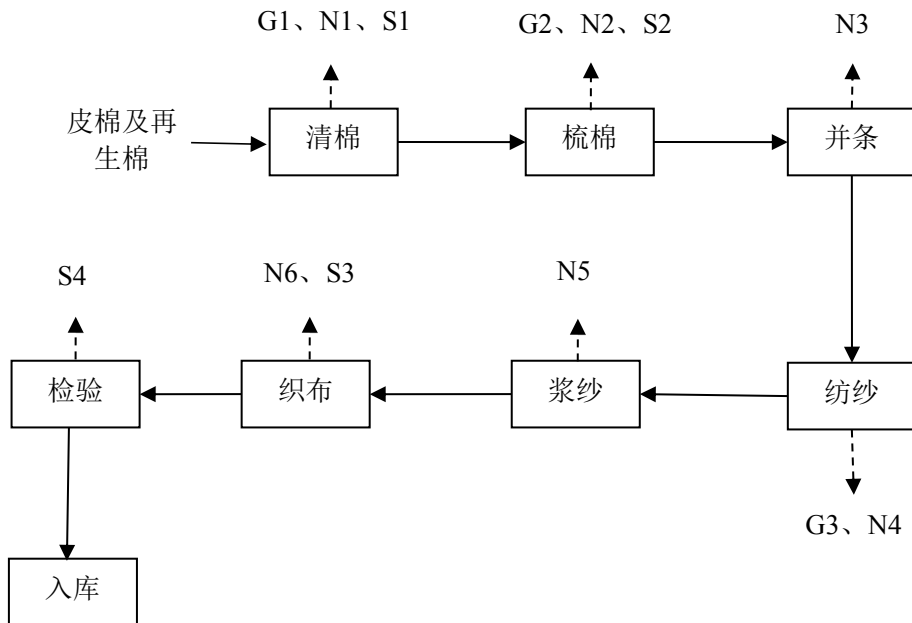 G1、N1、S1
G2、N2、S2
N3
皮棉及再
生棉
清棉
梳棉
并条
S4
N6、S3
N5
检验
织布
浆纱
纺纱
G3、N4
入库